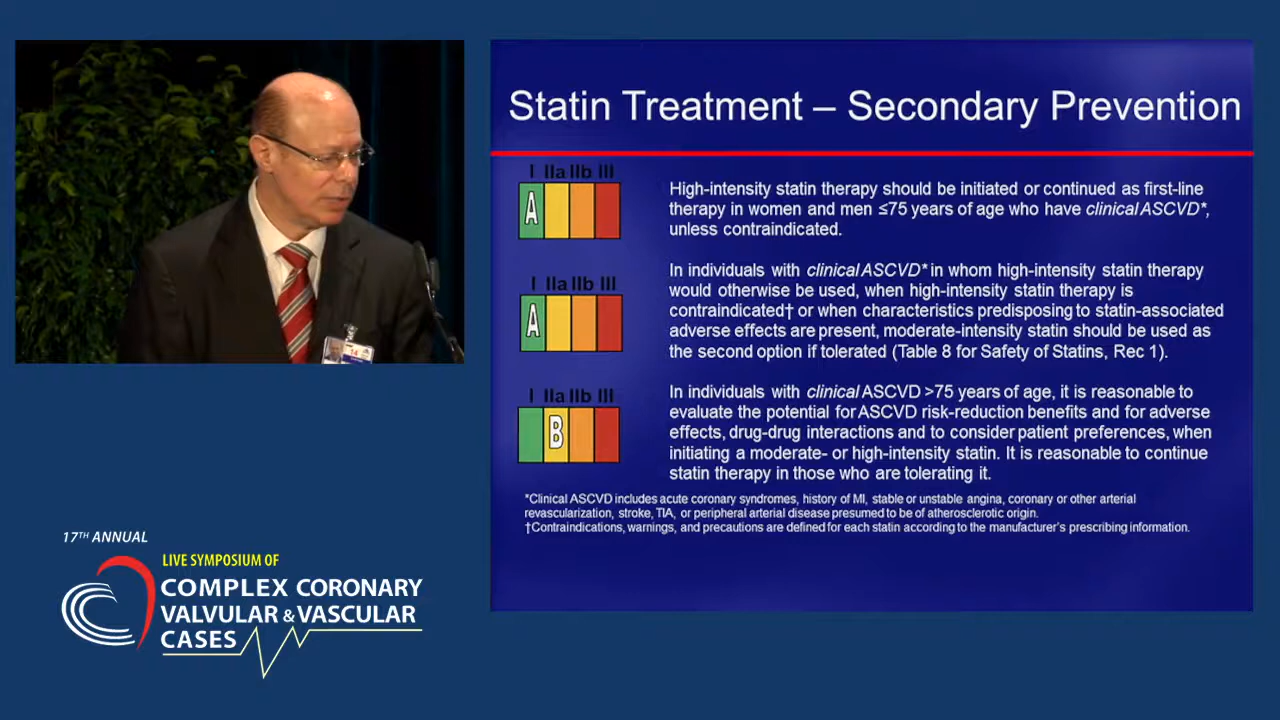 Statin Treatment – Secondary Prevention
I IIa IIb III
A
High-intensity statin therapy should be initiated or continued as first-line
therapy in women and men ≤75 years of age who have clinical ASCVD*,
unless contraindicated.
I IIa IIb III
A
In individuals with clinical ASCVD* in whom high-intensity statin therapy
would otherwise be used, when high-intensity statin therapy is
contraindicated† or when characteristics predisposing to statin-associated
adverse effects are present, moderate-intensity statin should be used as
the second option if tolerated (Table 8 for Safety of Statins, Rec 1).
I IIa IIb III
B
In individuals with clinical ASCVD >75 years of age, it is reasonable to
evaluate the potential for ASCVD risk-reduction benefits and for adverse
effects, drug-drug interactions and to consider patient preferences, when
initiating a moderate- or high-intensity statin. It is reasonable to continue
statin therapy in those who are tolerating it.
*Clinical ASCVD includes acute coronary syndromes, history of MI, stable or unstable angina, coronary or other arterial
revascularization, stroke, TIA, or peripheral arterial disease presumed to be of atherosclerotic origin.
†Contraindications, warnings, and precautions are defined for each statin according to the manufacturer's prescribing information.
17TH ANNUAL
LIVE SYMPOSIUM OF
COMPLEX CORONARY
VALVULAR & VASCULAR
CASES